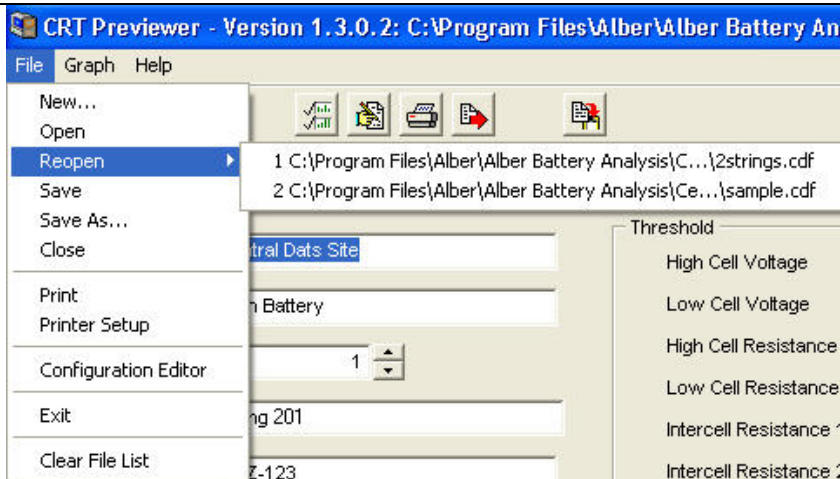 CRT Previewer - Version 1.3.0.2: C:\Program Files\Alber\Alber Battery An
File Graph Help
New...
Open
Reopen
1 C:\Program Files\Alber\Alber Battery Analysis\C...\2strings.cdf
2 C:\Program Files\Alber\Alber Battery Analysis\Ce...\sample.cdf
Save
Save As...
Close
Print
Printer Setup
Configuration Editor
Exit
Clear File List
tral Dats Site
Battery
1
ng 201
Z-123
Threshold
High Cell Voltage
Low Cell Voltage
High Cell Resistance
Low Cell Resistance
Intercell Resistance 1
Intercell Resistance 2